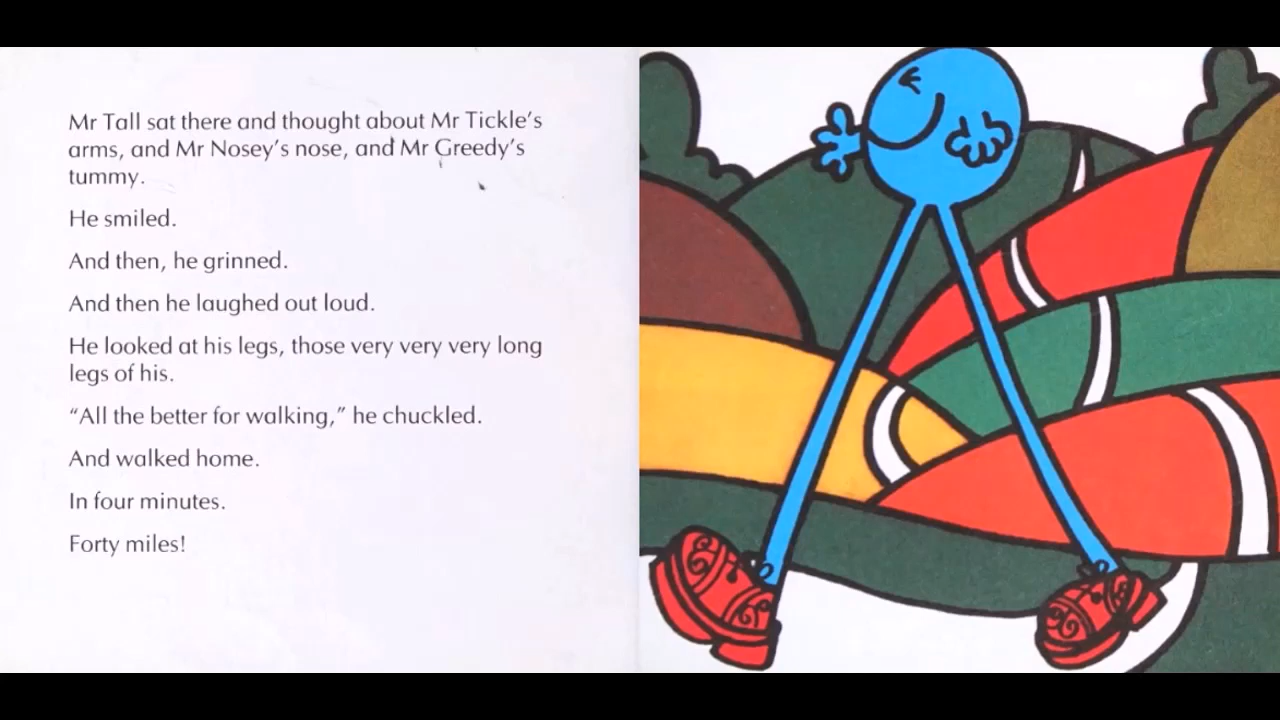 Mr Tall sat there and thought about Mr Tickle’s
arms, and Mr Nosey’s nose, and Mr Greedy’s
tummy.
He smiled.
And then, he grinned.
And then he laughed out loud.
He looked at his legs, those very very very long
legs of his.
“All the better for walking,” he chuckled.
And walked home.
In four minutes.
Forty miles!